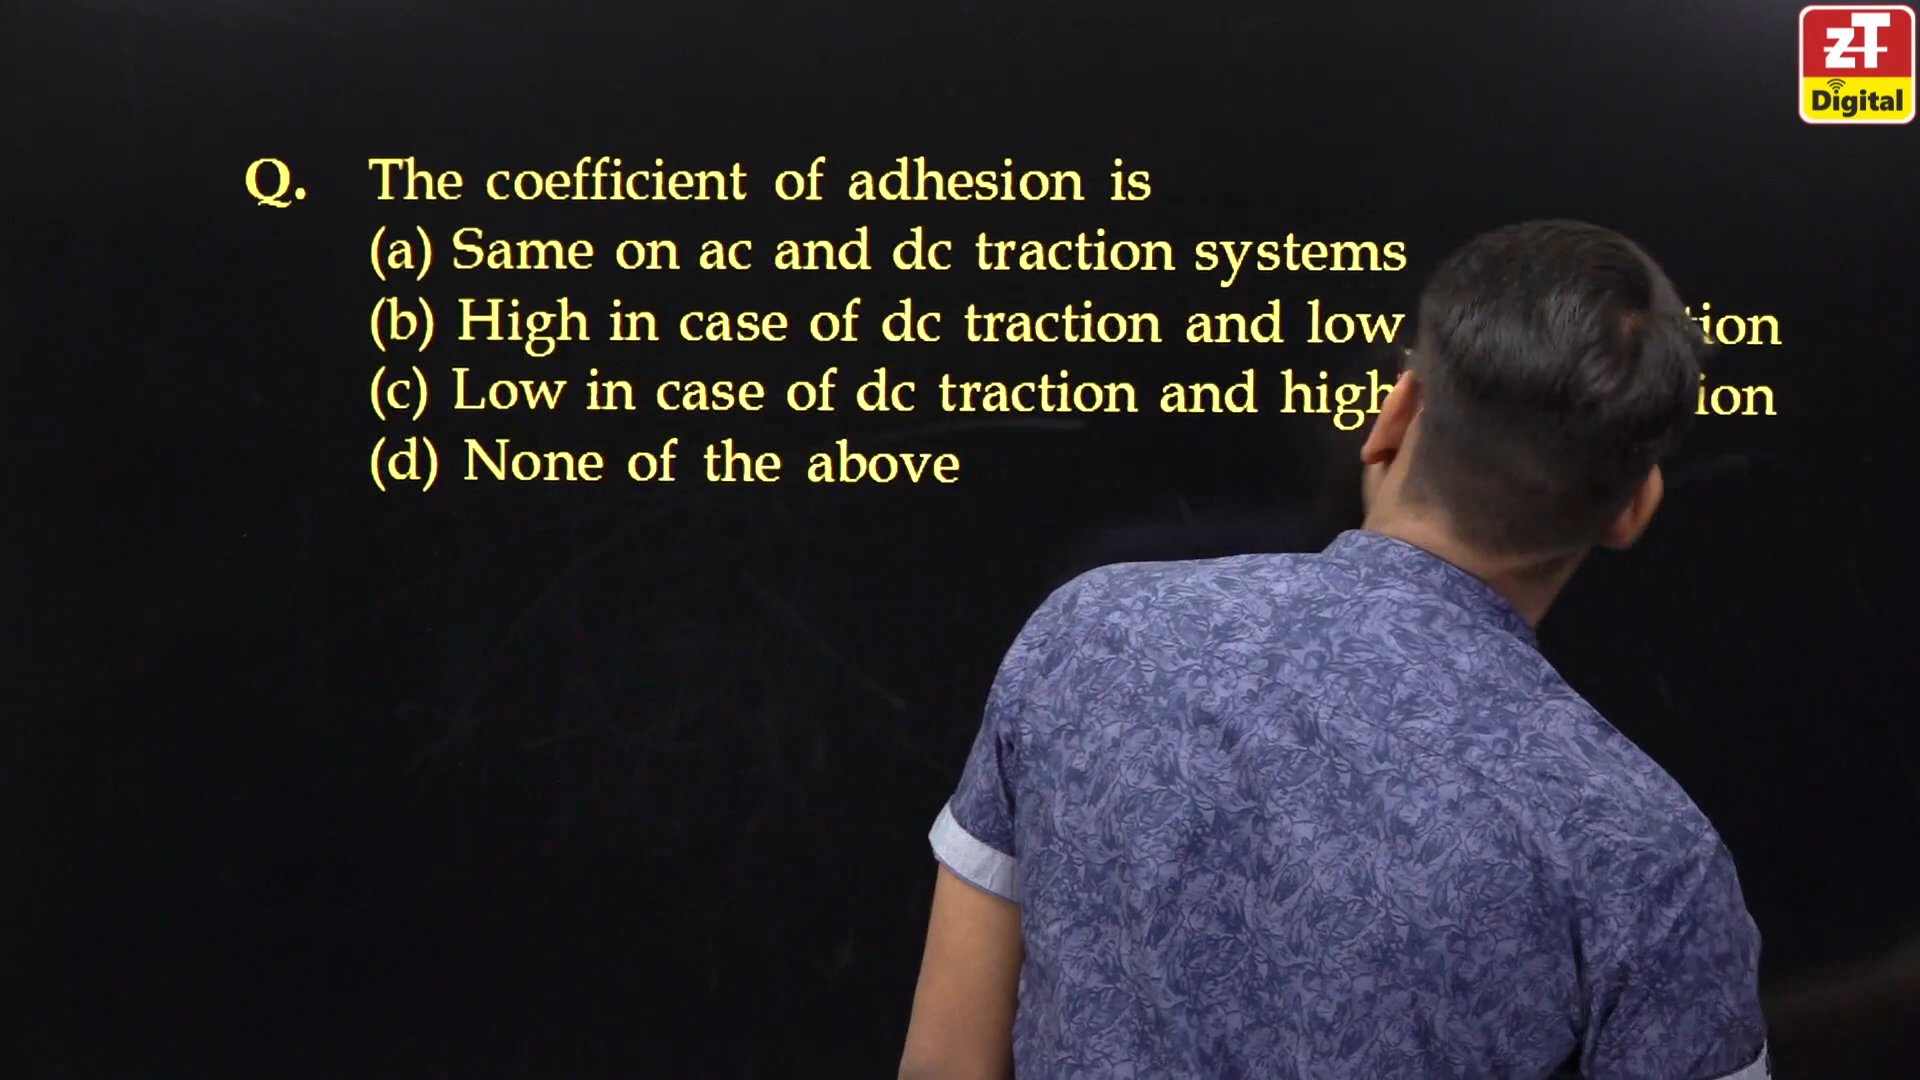 ZT
Digital
Q. The coefficient of adhesion is
(a) Same on ac and dc traction systems
(b) High in case of dc traction and low
(c) Low in case of dc traction and high
(d) None of the above